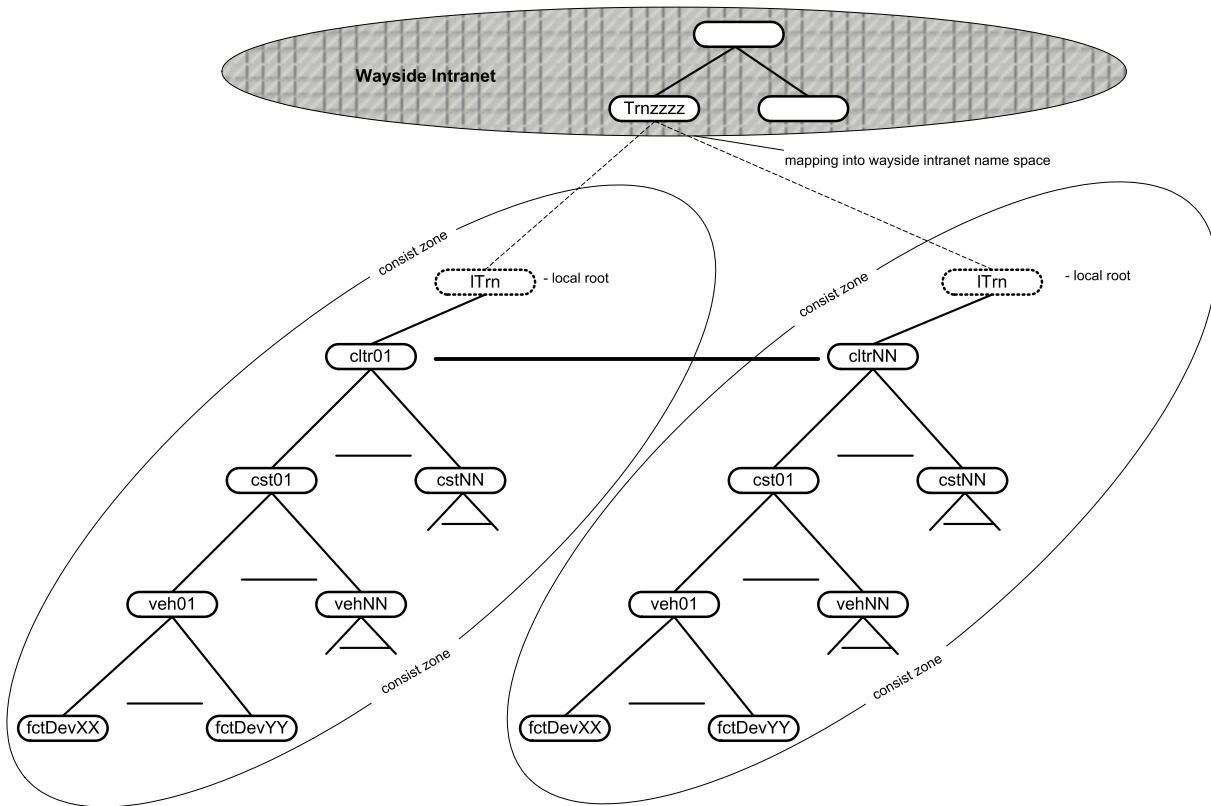 Wayside Intranet
Trnzzzz
mapping into wayside intranet name space
consist zone
lTrn
- local root
consist zone
lTrn
- local root
cltr01
cltrNN
cst01
cstNN
cst01
cstNN
veh01
vehNN
veh01
vehNN
consist zone
consist zone
fctDevXX
fctDevYY
fctDevXX
fctDevYY